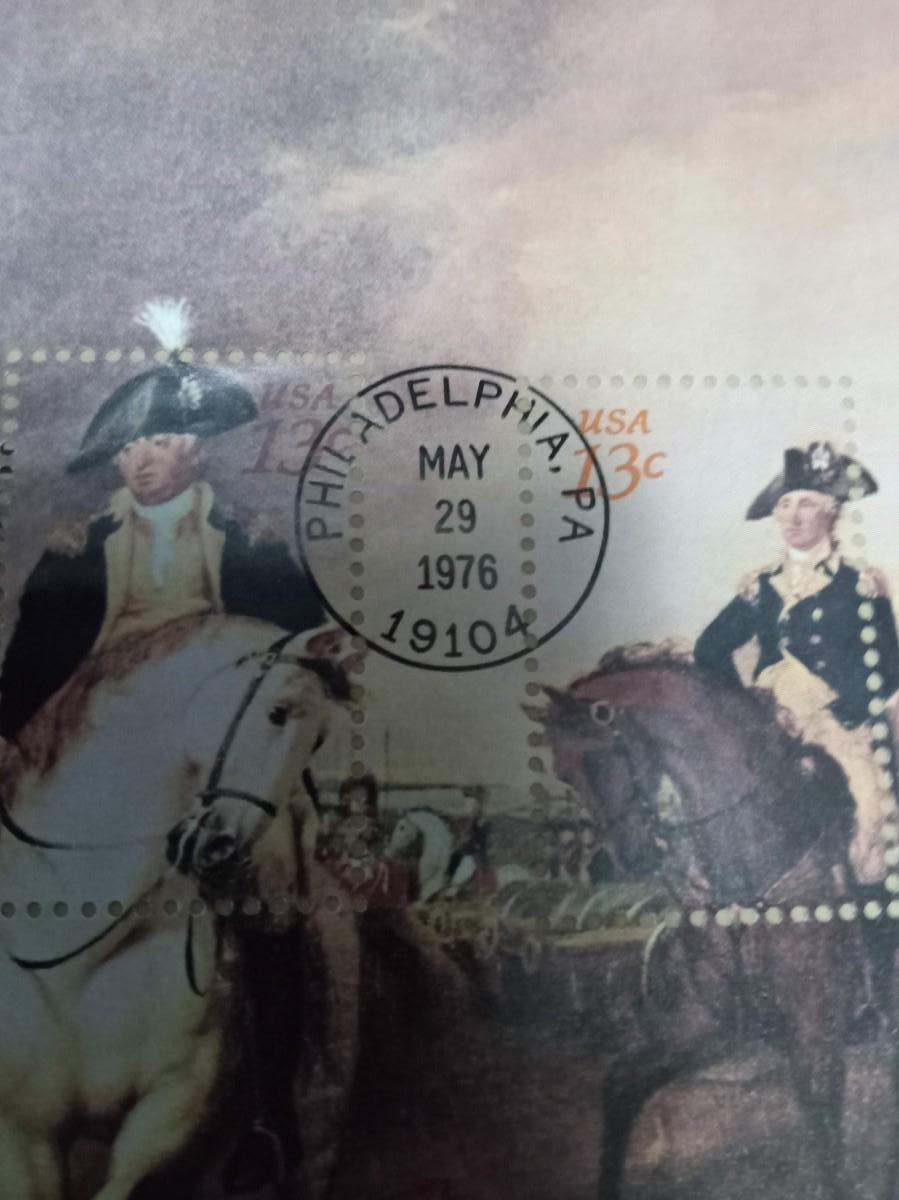 USA
13c
PHILADELPHIA, PA
MAY
29
1976
19104
USA
13c